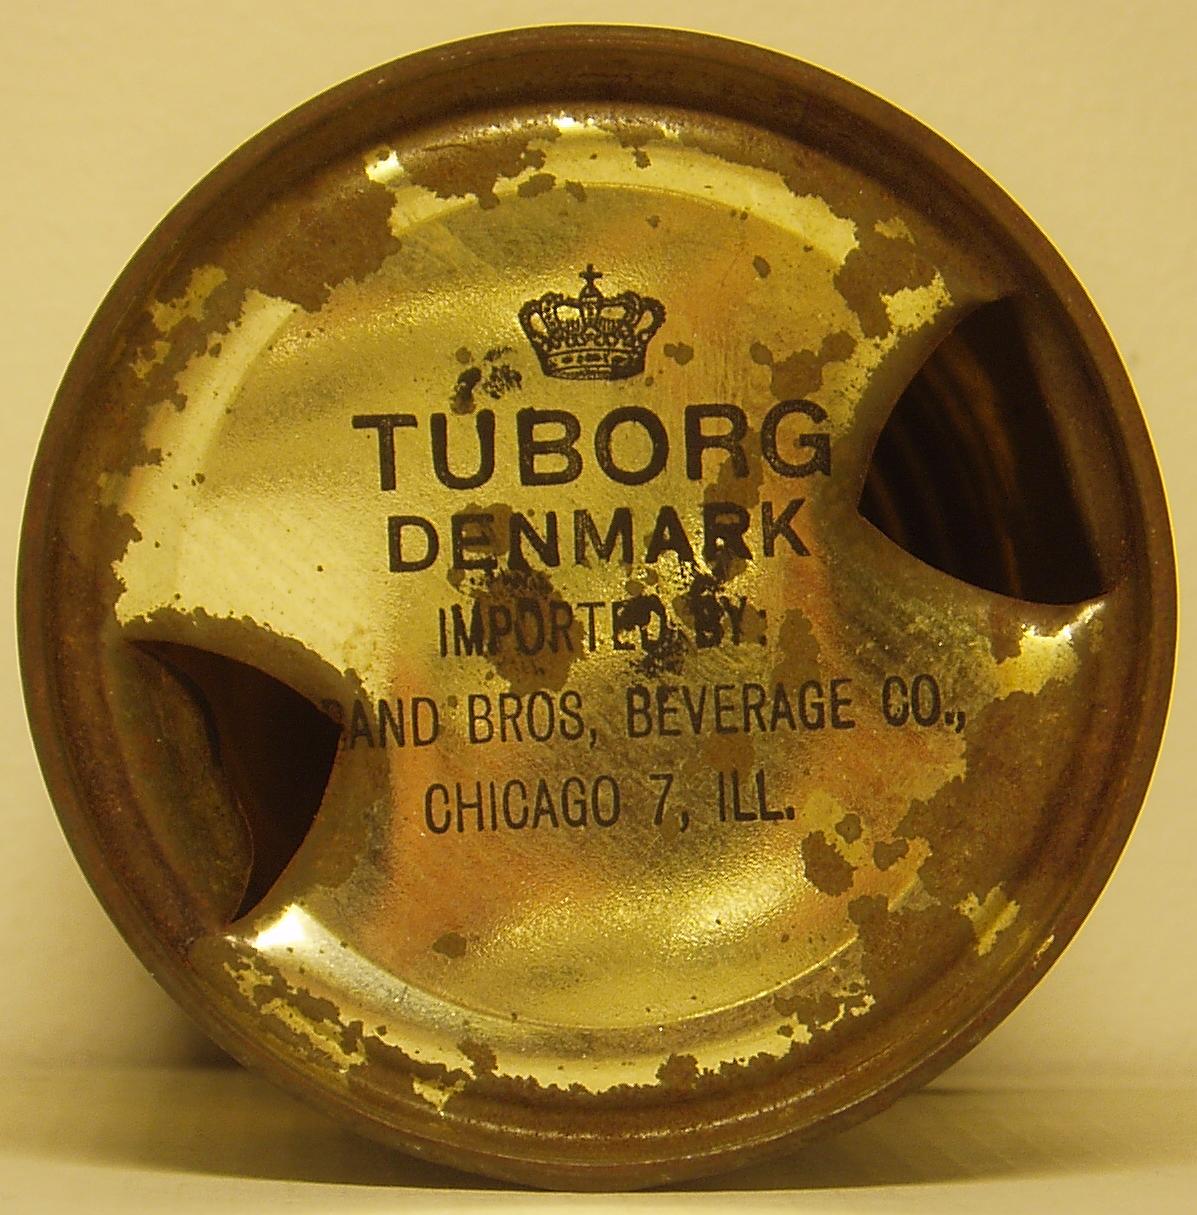 TUBORG
DENMARK
IMPORTED BY:
BROS, BEVERAGE CO.,
CHICAGO 7, ILL.